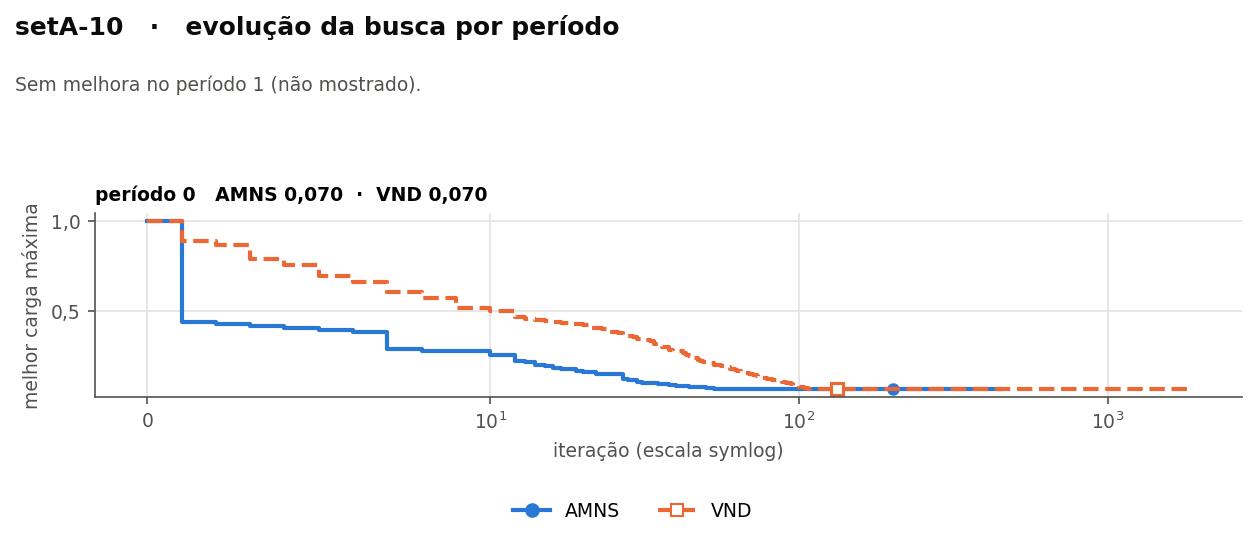 setA-10 · evolução da busca por período
Sem melhora no período 1 (não mostrado).
período 0 AMNS 0,070 · VND 0,070
melhor carga máxima
1,0
0,5
0
10¹
10²
10³
iteração (escala symlog)
AMNS
VND